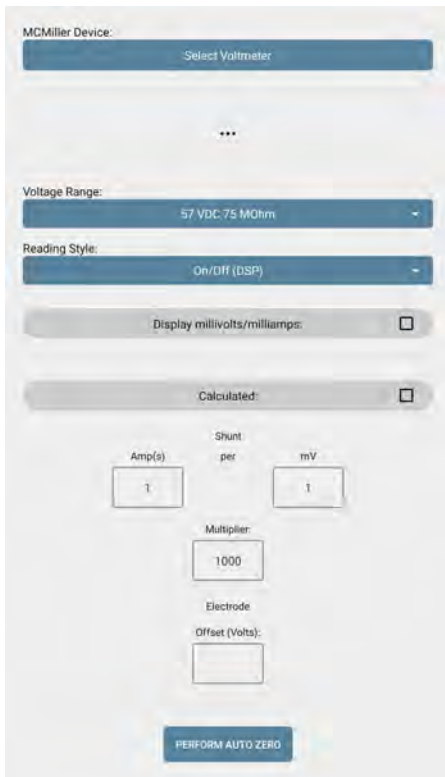 MCMiller Device:
Select Voltmeter
...
Voltage Range:
57 VDC 75 MOhm
Reading Style:
On/Off (DSP)
Display millivolts/milliamps:
Calculated:
Shunt
Amp(s) per mV
1 1
Multiplier:
1000
Electrode
Offset (Volts):
PERFORM AUTO ZERO